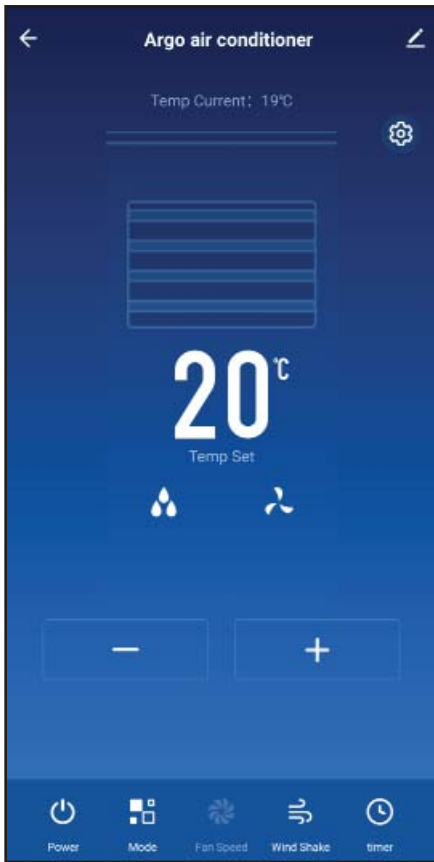 Argo air conditioner
Temp Current: 19℃
20℃
Temp Set
Power Mode Fan Speed Wind Shake timer